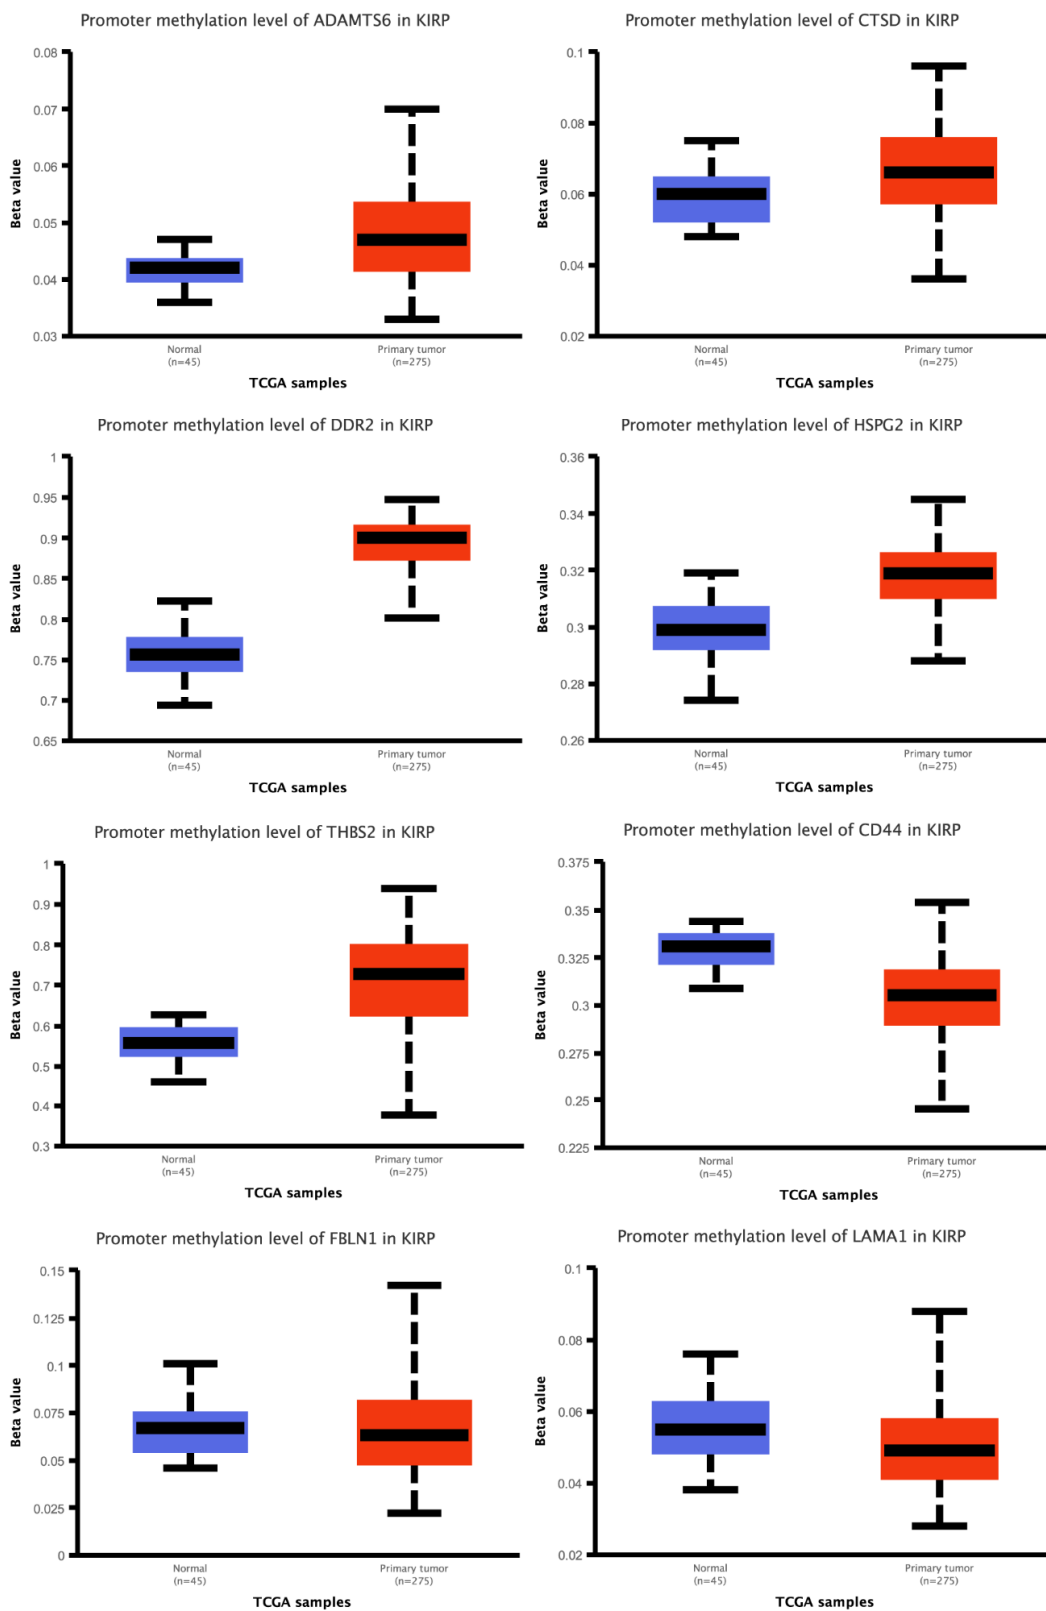 Promoter methylation level of ADAMTS6 in KIRP
0.08
0.07
0.06
0.05
0.04
0.03
Beta value
Normal
(n=45)
Primary tumor
(n=275)
TCGA samples
Promoter methylation level of CTSD in KIRP
0.1
0.08
0.06
0.04
0.02
Beta value
Normal
(n=45)
Primary tumor
(n=275)
TCGA samples
Promoter methylation level of DDR2 in KIRP
1
0.95
0.9
0.85
0.8
0.75
0.7
0.65
Beta value
Normal
(n=45)
Primary tumor
(n=275)
TCGA samples
Promoter methylation level of HSPG2 in KIRP
0.36
0.34
0.32
0.3
0.28
0.26
Beta value
Normal
(n=45)
Primary tumor
(n=275)
TCGA samples
Promoter methylation level of THBS2 in KIRP
1
0.9
0.8
0.7
0.6
0.5
0.4
0.3
Beta value
Normal
(n=45)
Primary tumor
(n=275)
TCGA samples
Promoter methylation level of CD44 in KIRP
0.375
0.35
0.325
0.3
0.275
0.25
0.225
Beta value
Normal
(n=45)
Primary tumor
(n=275)
TCGA samples
Promoter methylation level of FBLN1 in KIRP
0.15
0.125
0.1
0.075
0.05
0.025
0
Beta value
Normal
(n=45)
Primary tumor
(n=275)
TCGA samples
Promoter methylation level of LAMA1 in KIRP
0.1
0.08
0.06
0.04
0.02
Beta value
Normal
(n=45)
Primary tumor
(n=275)
TCGA samples